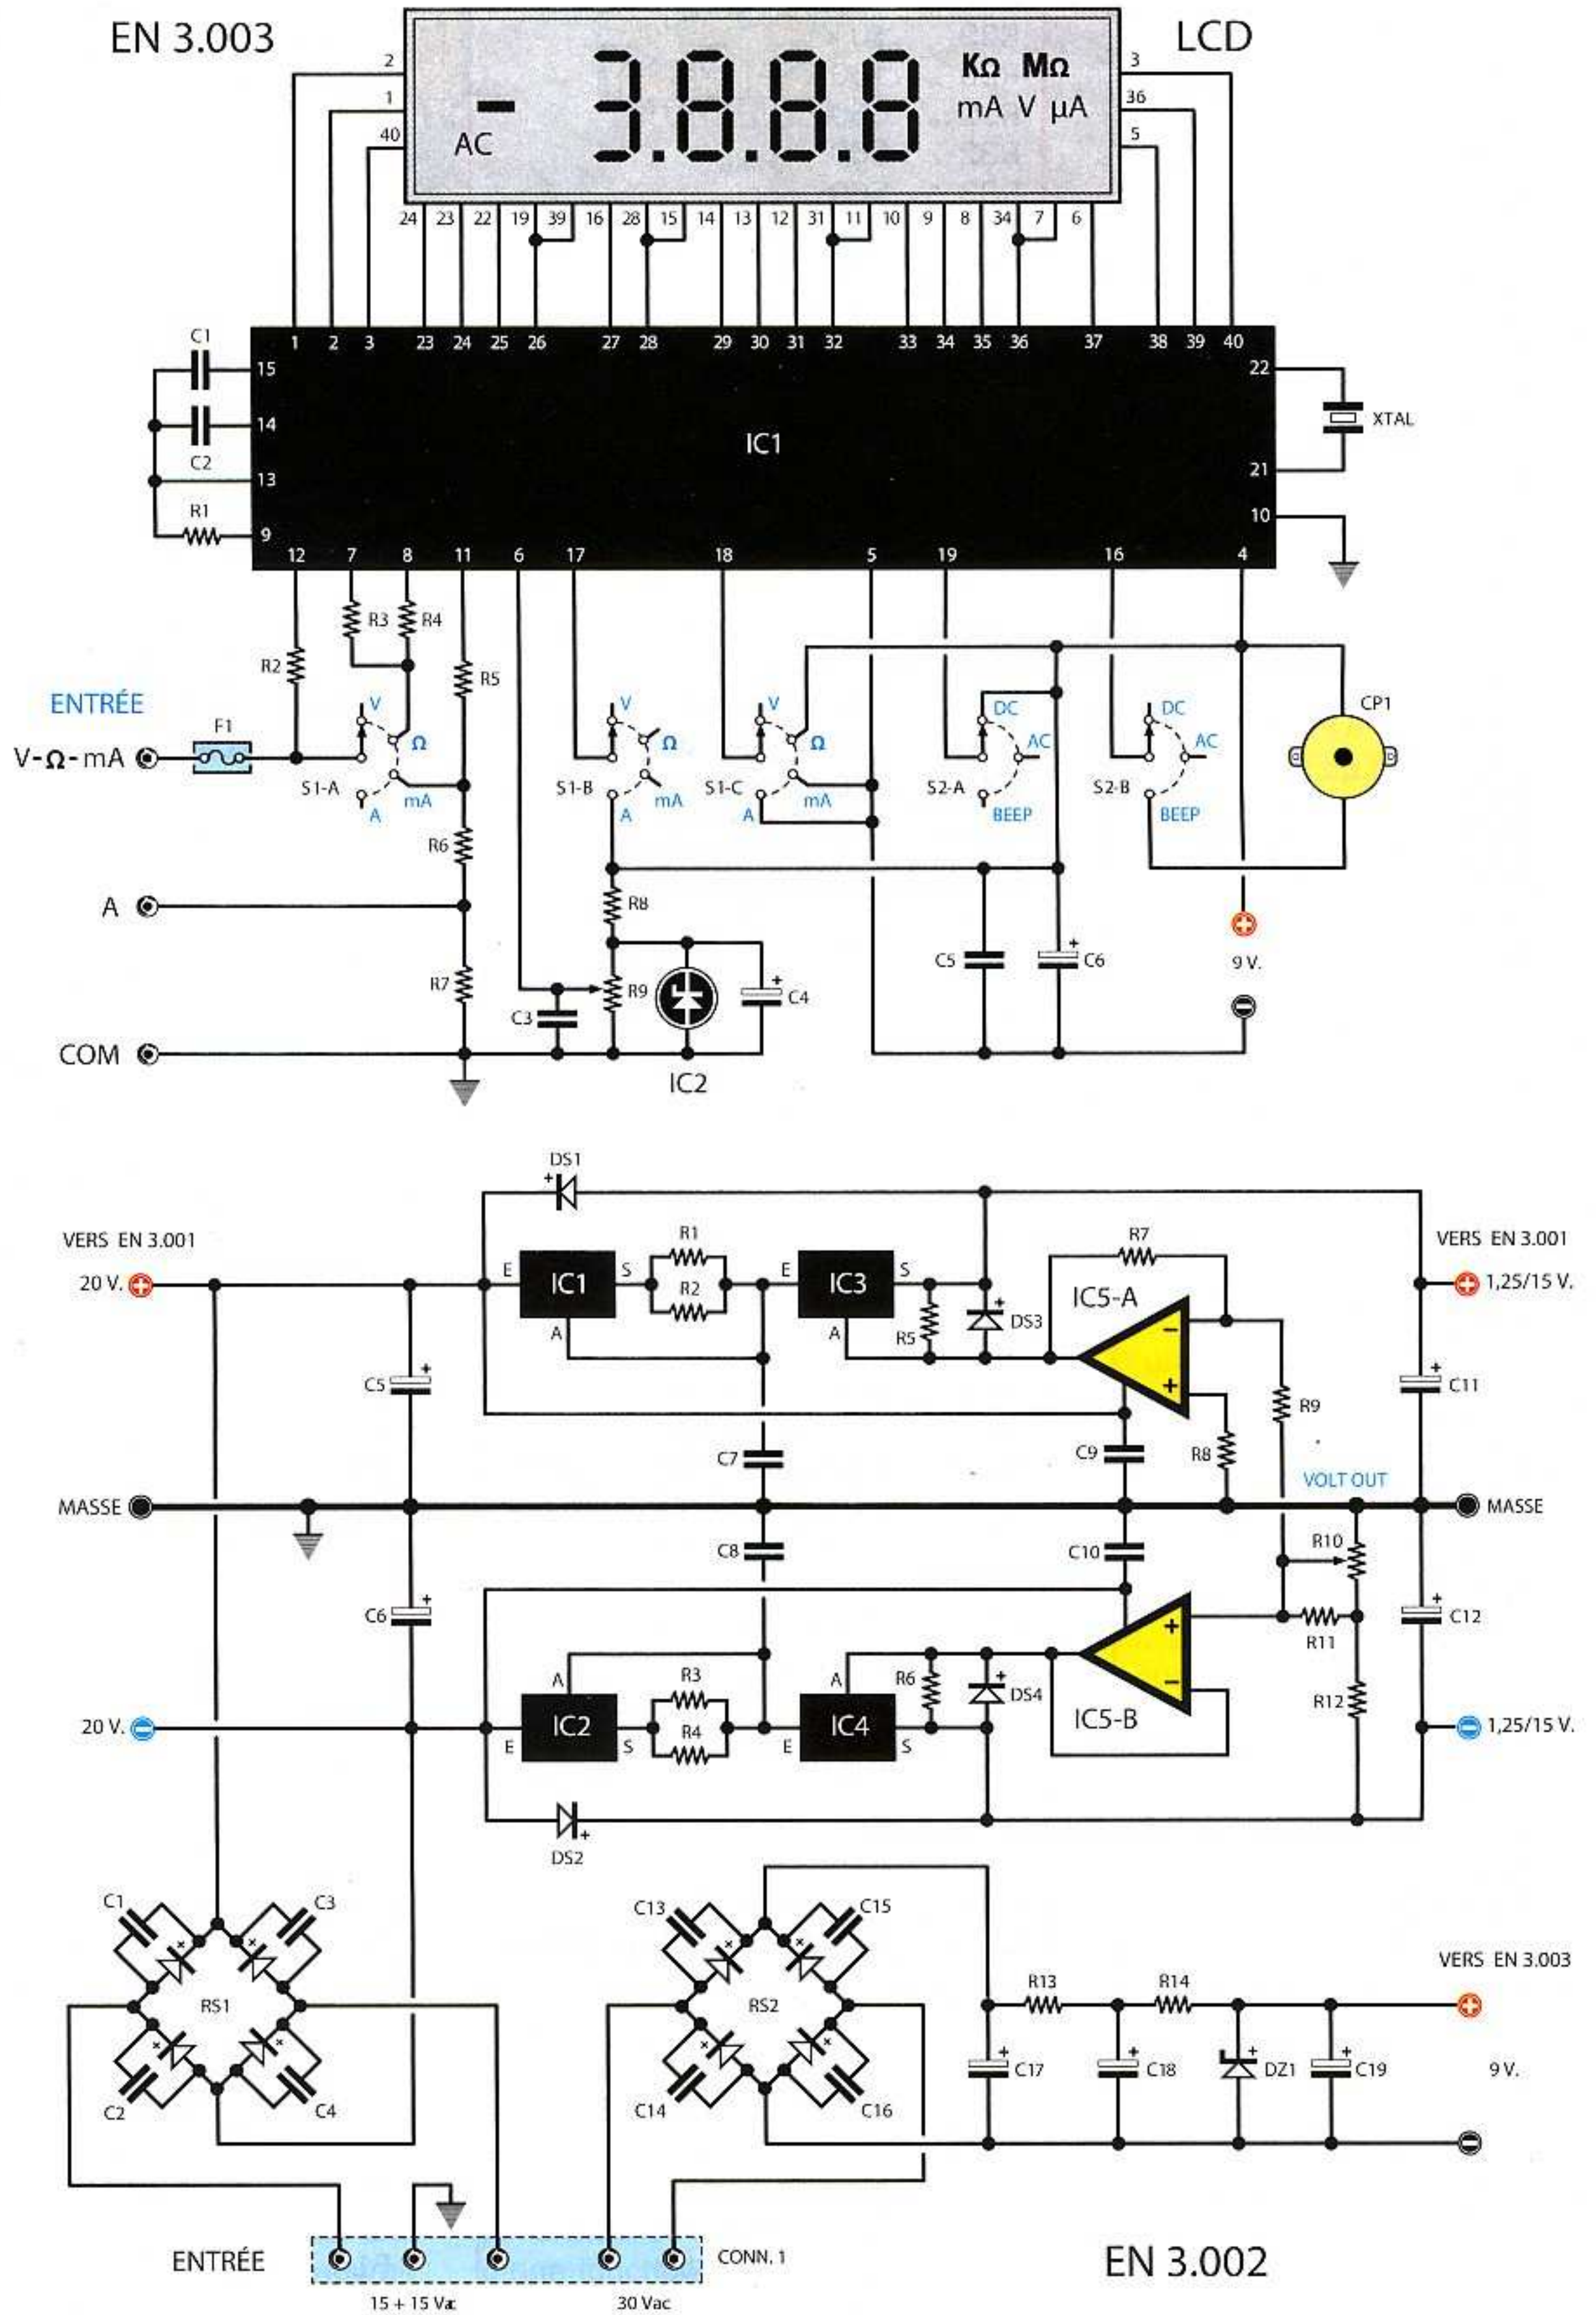 EN 3.003
LCD
2
1
40
AC
- 3.8.8.8
KΩ MΩ
mA V µA
3
36
5
24 23 22 19 39 16 28 15 14 13 12 31 11 10 9 8 34 7 6
1 2 3 23 24 25 26 27 28 29 30 31 32 33 34 35 36 37 38 39 40
C1
15
14
C2
13
R1
9
IC1
22
XTAL
21
10
12 7 8 11 6 17 18 5 19 16 4
R3
R4
R2
R5
ENTRÉE
F1
V-Ω-mA
V
Ω
S1-A
mA
A
V
Ω
S1-B
mA
A
V
Ω
S1-C
mA
A
DC
AC
S2-A
BEEP
DC
AC
S2-B
BEEP
CP1
R6
A
R8
R7
C3
R9
+
C4
C5
+
C6
9 V.
COM
IC2
DS1
+
VERS EN 3.001
20 V.
E
IC1
S
A
R1
R2
E
IC3
S
A
R5
+
DS3
R7
IC5-A
−
+
VERS EN 3.001
1,25/15 V.
+
C5
+
C11
R9
C7
C9
R8
VOLT OUT
MASSE
MASSE
C8
C10
R10
+
C6
+
C12
R11
+
−
IC5-B
R12
A
IC2
E
S
R3
R4
A
IC4
E
S
R6
+
DS4
20 V.
1,25/15 V.
DS2
+
C1
C3
RS1
C2
C4
C13
C15
RS2
C14
C16
VERS EN 3.003
R13
R14
+
C17
+
C18
+
DZ1
+
C19
9 V.
ENTRÉE
CONN. 1
15 + 15 Vac
30 Vac
EN 3.002